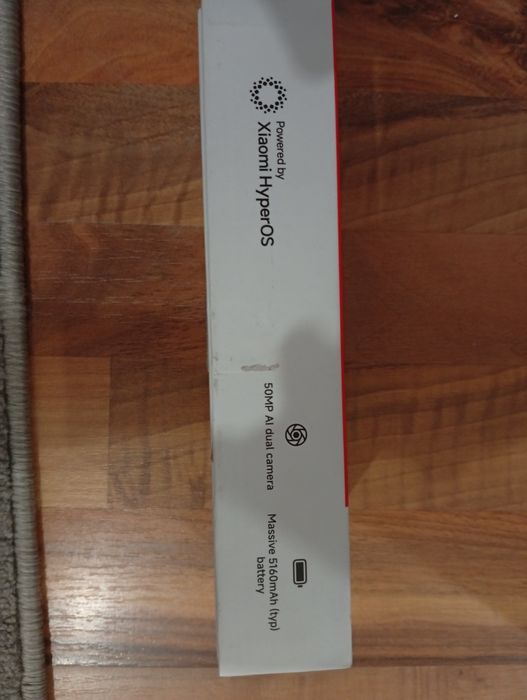 Powered by
Xiaomi HyperOS
50MP AI dual camera
Massive 5160mAh (typ)
battery